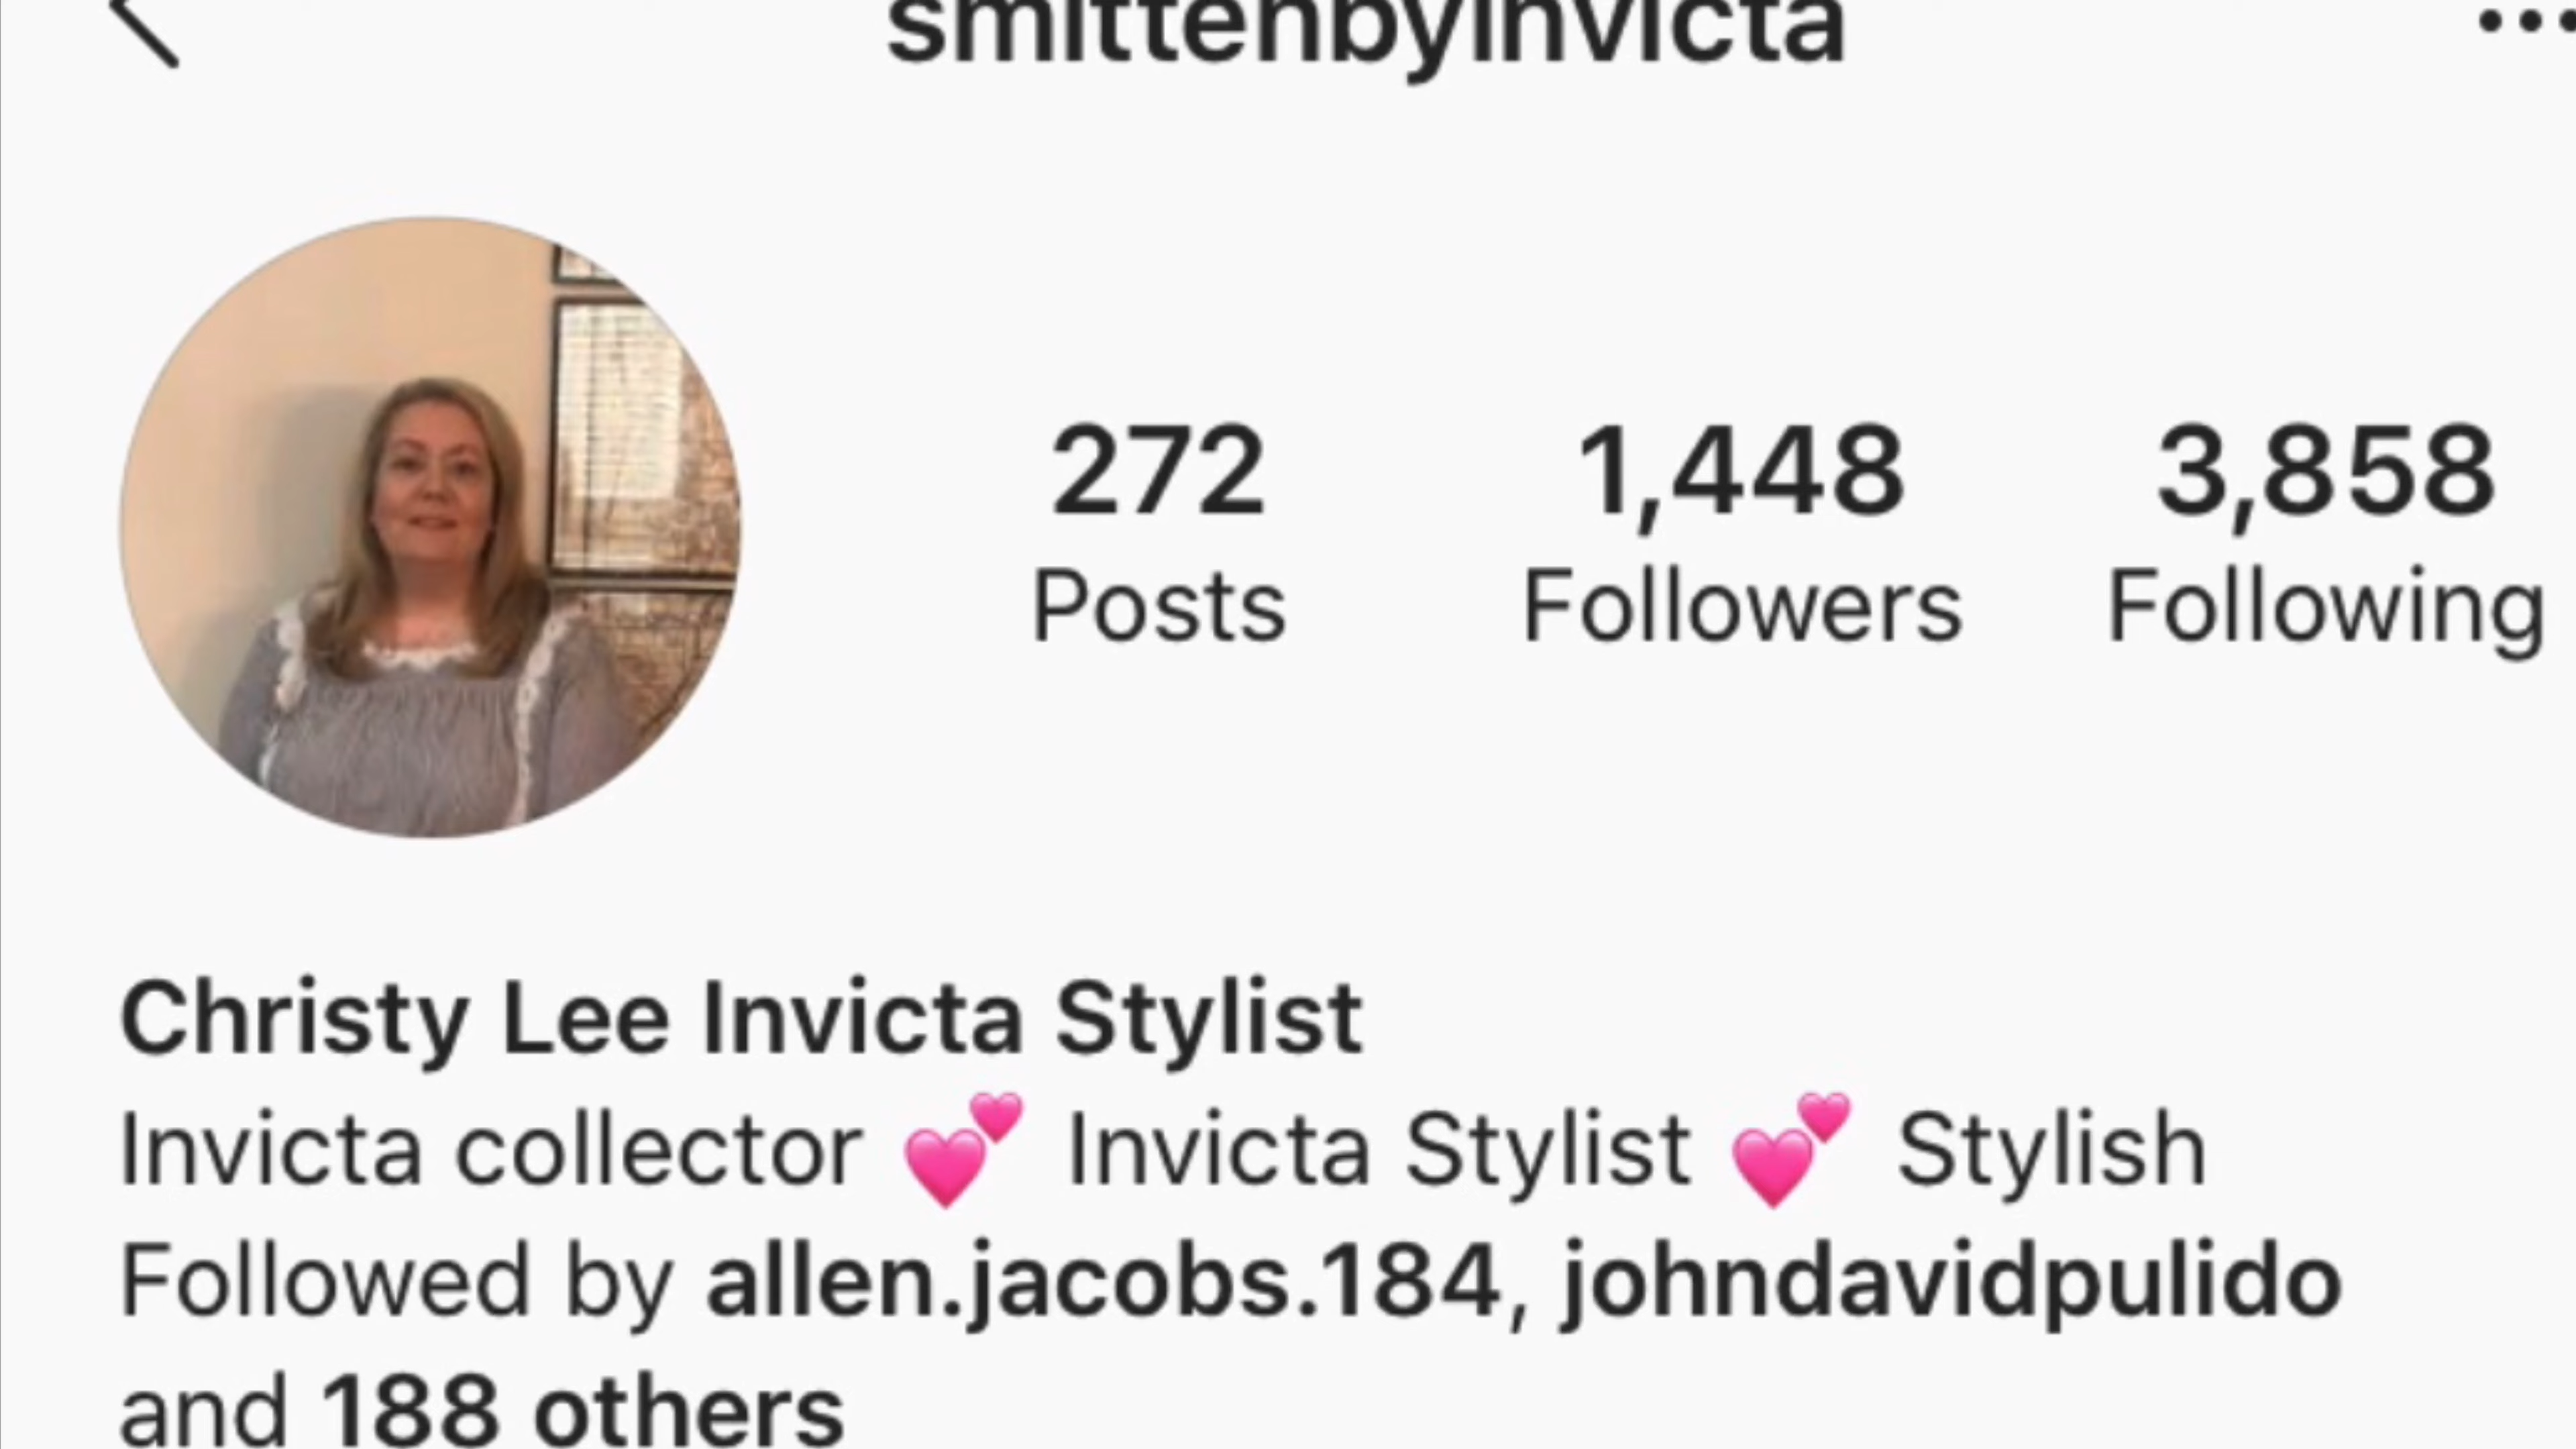 smittenbyinvicta
272 1,448 3,858
Posts Followers Following
Christy Lee Invicta Stylist
Invicta collector 💕 Invicta Stylist 💕 Stylish
Followed by allen.jacobs.184, johndavidpulido
and 188 others